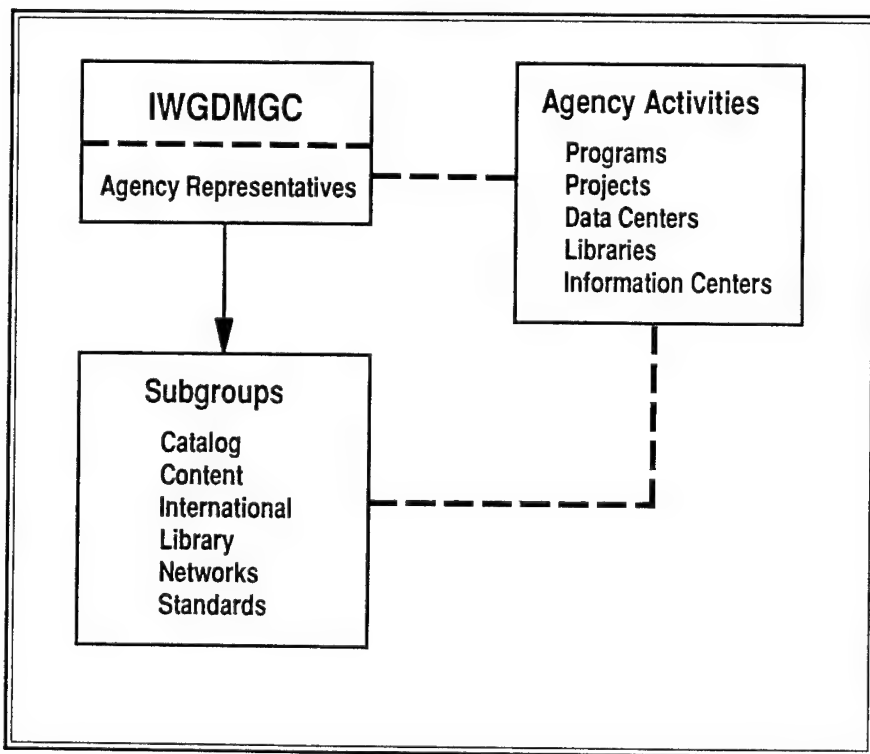 IWGDMGC
Agency Representatives
Agency Activities
Programs
Projects
Data Centers
Libraries
Information Centers
Subgroups
Catalog
Content
International
Library
Networks
Standards